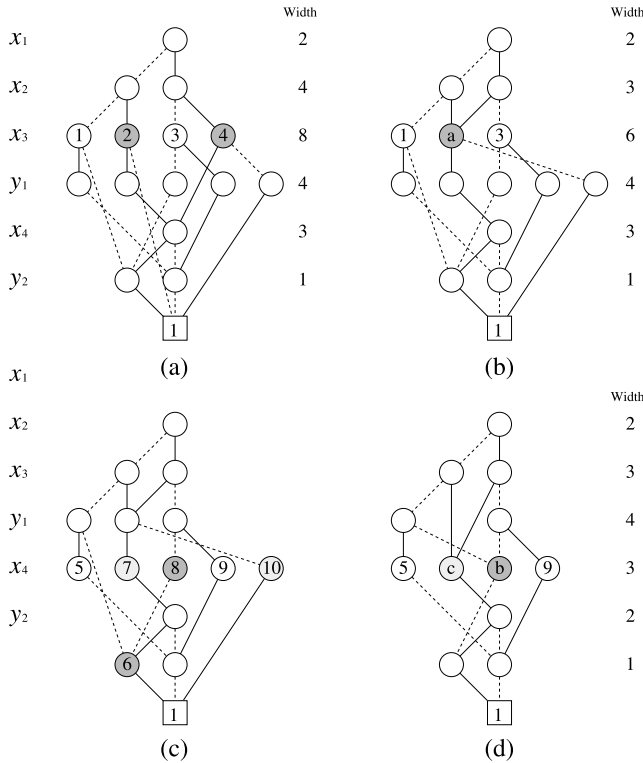 Width Width
x1 2 2
x2 4 3
x3 1 2 3 4 8 1 a 3 6
y1 4 4
x4 3 3
y2 1 1
1 1
(a) (b)
x1
Width
x2 2
x3 3
y1 4
x4 5 7 8 9 10 5 c b 9 3
y2 2
6 1
1 1
(c) (d)